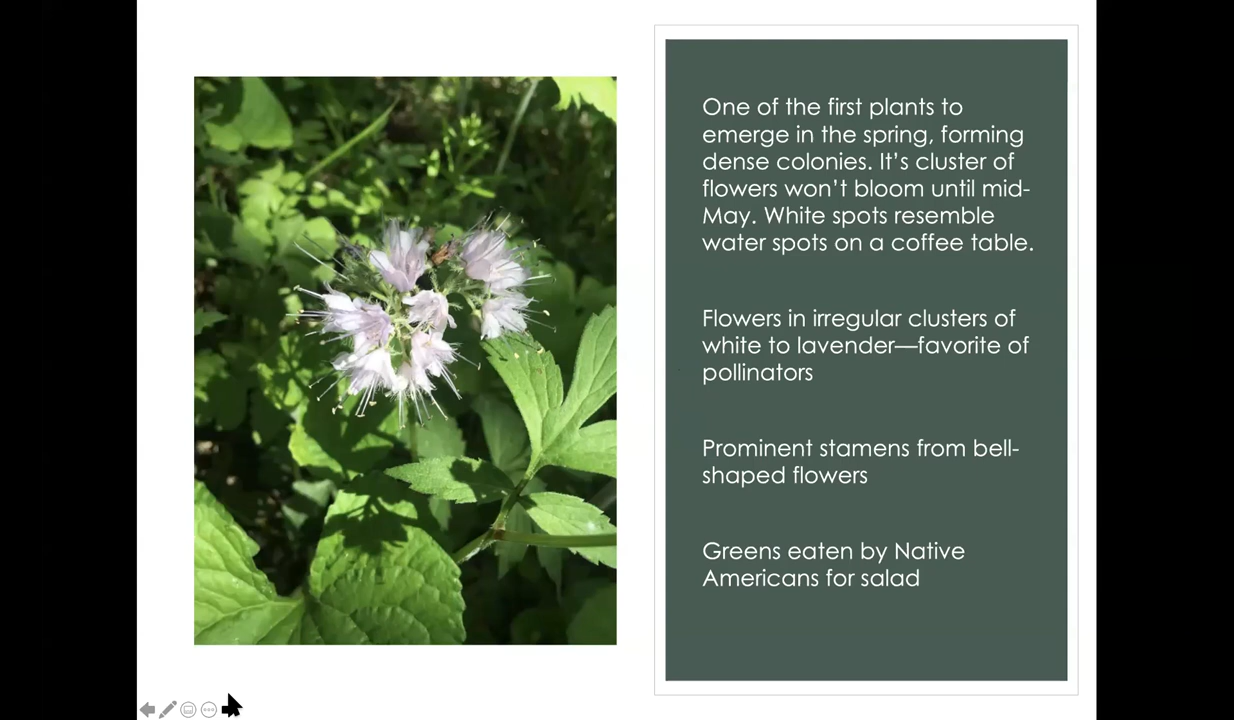 One of the first plants to
emerge in the spring, forming
dense colonies. It’s cluster of
flowers won’t bloom until mid-
May. White spots resemble
water spots on a coffee table.
Flowers in irregular clusters of
white to lavender—favorite of
pollinators
Prominent stamens from bell-
shaped flowers
Greens eaten by Native
Americans for salad